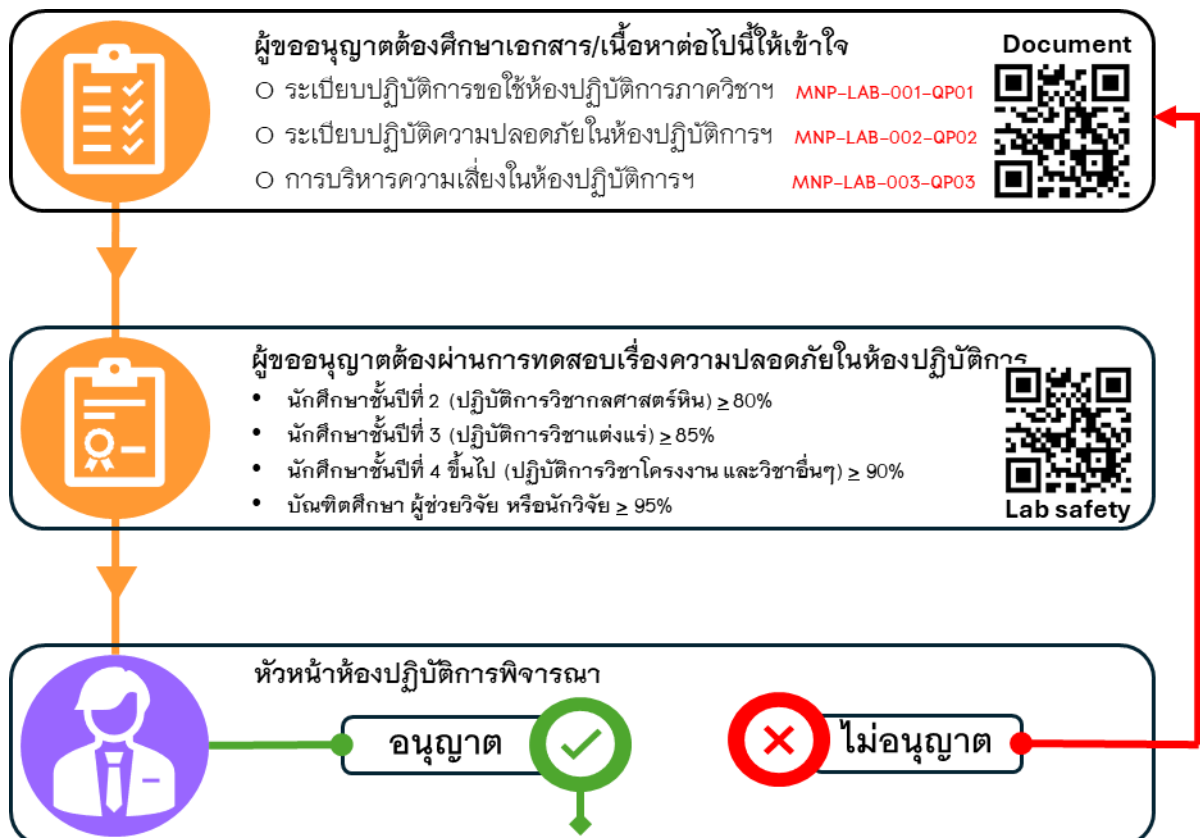 ผู้ขออนุญาตต้องศึกษาเอกสาร/เนื้อหาต่อไปนี้ให้เข้าใจ
Document
○ ระเบียบปฏิบัติการขอใช้ห้องปฏิบัติการภาควิชาฯ MNP-LAB-001-QP01
○ ระเบียบปฏิบัติความปลอดภัยในห้องปฏิบัติการฯ MNP-LAB-002-QP02
○ การบริหารความเสี่ยงในห้องปฏิบัติการฯ MNP-LAB-003-QP03
ผู้ขออนุญาตต้องผ่านการทดสอบเรื่องความปลอดภัยในห้องปฏิบัติการ
• นักศึกษาชั้นปีที่ 2 (ปฏิบัติการวิชากลศาสตร์หิน) ≥ 80%
• นักศึกษาชั้นปีที่ 3 (ปฏิบัติการวิชาแต่งแร่) ≥ 85%
• นักศึกษาชั้นปีที่ 4 ขึ้นไป (ปฏิบัติการวิชาโครงงาน และวิชาอื่นๆ) ≥ 90%
• บัณฑิตศึกษา ผู้ช่วยวิจัย หรือนักวิจัย ≥ 95%
Lab safety
หัวหน้าห้องปฏิบัติการพิจารณา
อนุญาต
ไม่อนุญาต